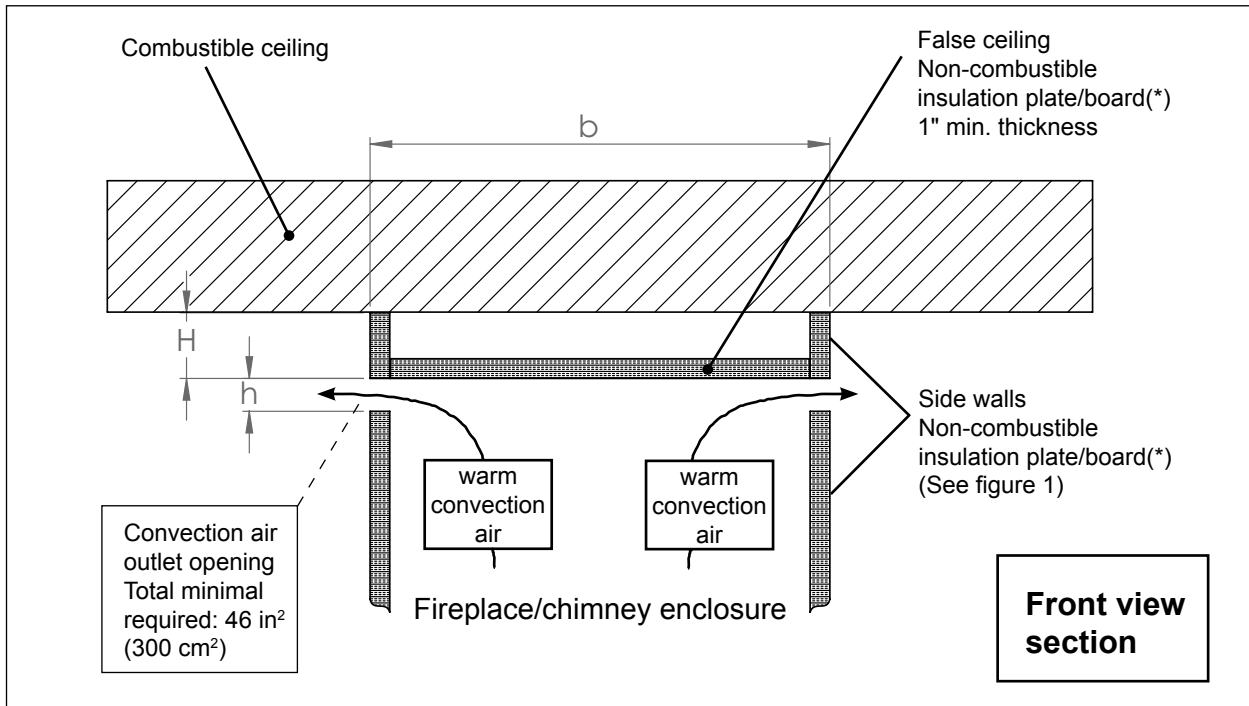 Combustible ceiling
False ceiling
Non-combustible
insulation plate/board(*)
1" min. thickness
b
H
h
Side walls
Non-combustible
insulation plate/board(*)
(See figure 1)
warm
convection
air
warm
convection
air
Convection air
outlet opening
Total minimal
required: 46 in²
(300 cm²)
Fireplace/chimney enclosure
Front view
section